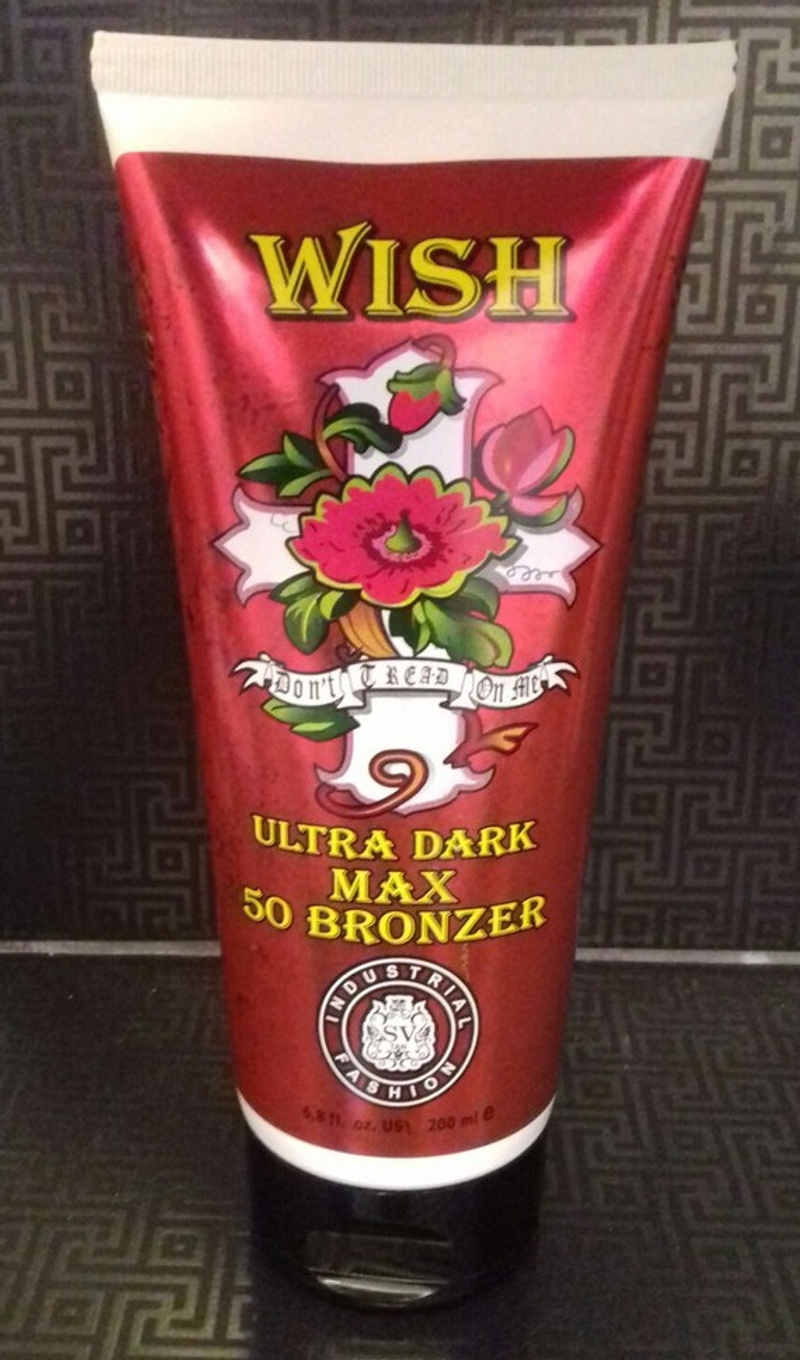 WISH
Don't TREAD On Me
ULTRA DARK
MAX
50 BRONZER
INDUSTRIAL
SV
TAN
FASHION
6,8 fl. oz. US\ 200 ml ℮